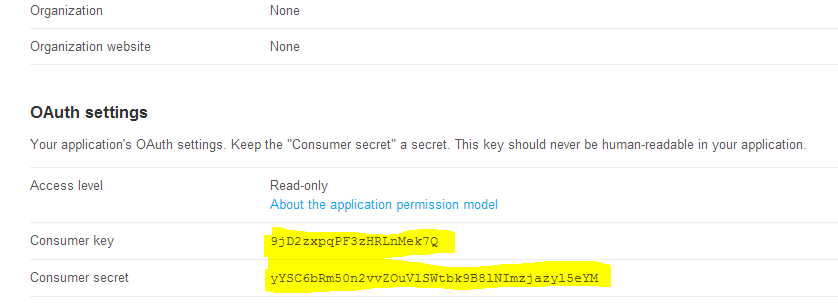 Organization None
Organization website None
OAuth settings
Your application's OAuth settings. Keep the "Consumer secret" a secret. This key should never be human-readable in your application.
Access level Read-only
About the application permission model
Consumer key 9jD2zxpqPF3zHRLnMek7Q
Consumer secret yYSC6bRm50n2vvZOuVlSWtbk9B8lNImzjazyl5eYM